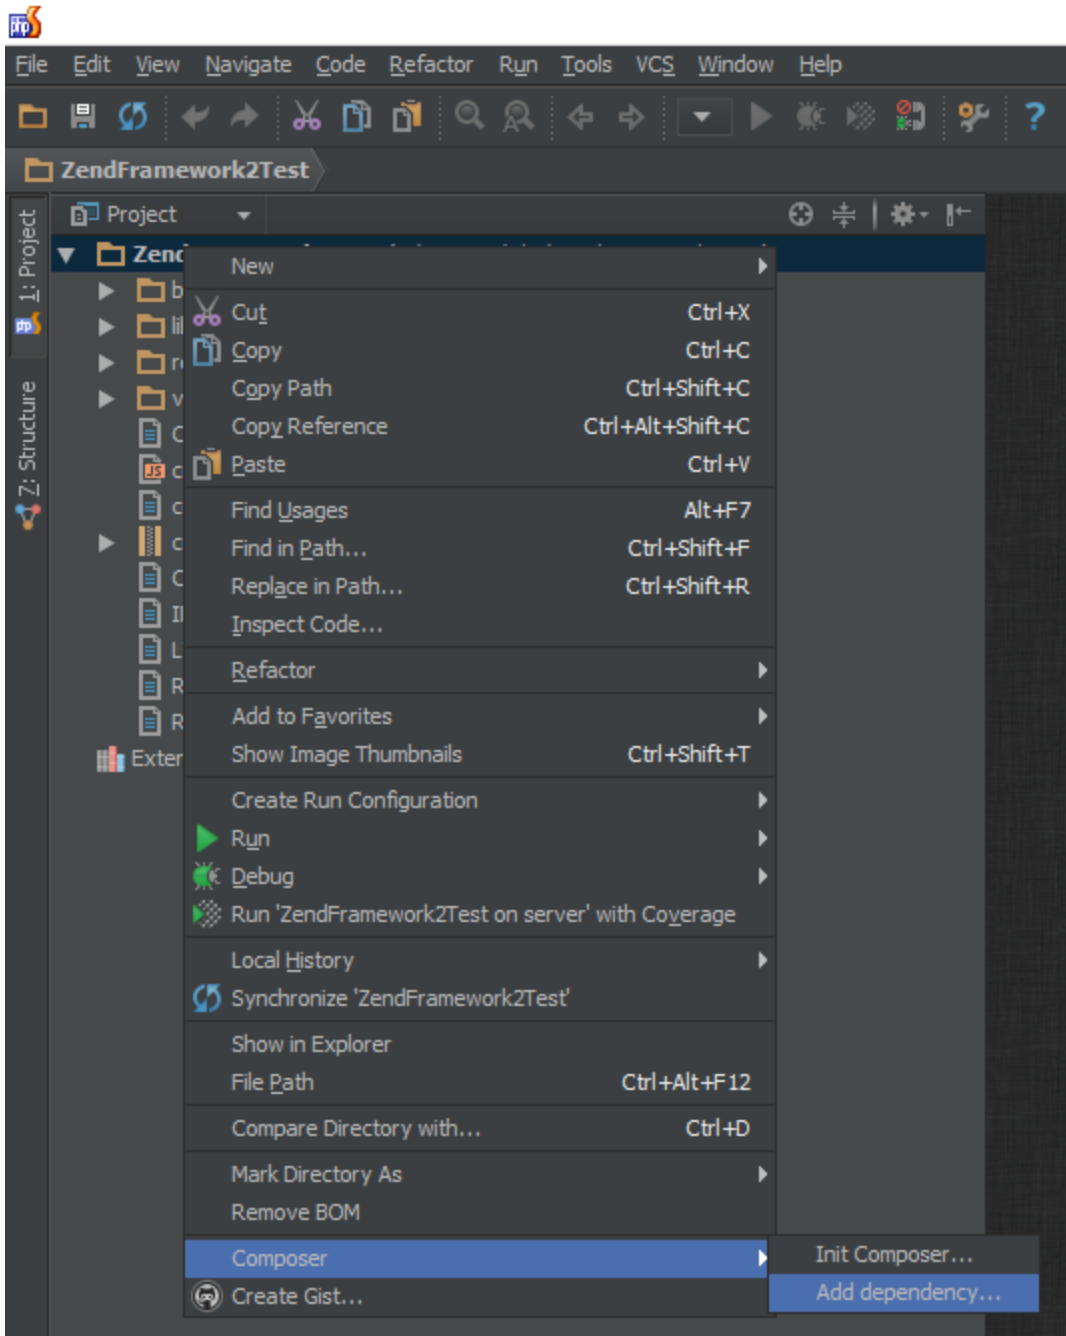 php
File Edit View Navigate Code Refactor Run Tools VCS Window Help
ZendFramework2Test
1: Project
Z: Structure
Project
Zend
New
Cut Ctrl+X
Copy Ctrl+C
Copy Path Ctrl+Shift+C
Copy Reference Ctrl+Alt+Shift+C
Paste Ctrl+V
Find Usages Alt+F7
Find in Path... Ctrl+Shift+F
Replace in Path... Ctrl+Shift+R
Inspect Code...
Refactor
Add to Favorites
Show Image Thumbnails Ctrl+Shift+T
Exter
Create Run Configuration
Run
Debug
Run 'ZendFramework2Test on server' with Coverage
Local History
Synchronize 'ZendFramework2Test'
Show in Explorer
File Path Ctrl+Alt+F12
Compare Directory with... Ctrl+D
Mark Directory As
Remove BOM
Composer
Init Composer...
Add dependency...
Create Gist...